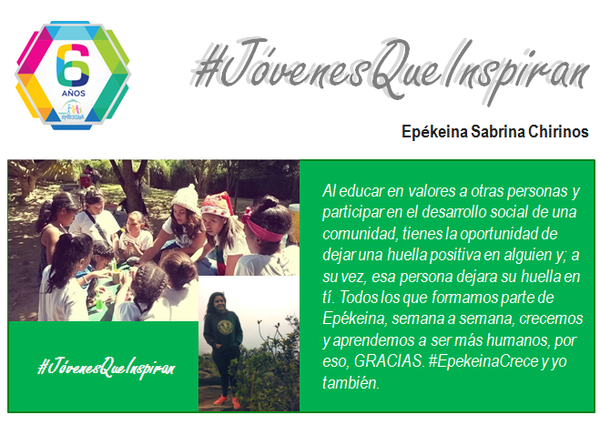 6
AÑOS
#JóvenesQueInspiran
Epékeina Sabrina Chirinos
Al educar en valores a otras personas y
participar en el desarrollo social de una
comunidad, tienes la oportunidad de
dejar una huella positiva en alguien y, a
su vez, esa persona dejara su huella en
tí. Todos los que formamos parte de
Epékeina, semana a semana, crecemos
y aprendemos a ser más humanos, por
eso, GRACIAS. #EpekeinaCrece y yo
también.
#JóvenesQueInspiran